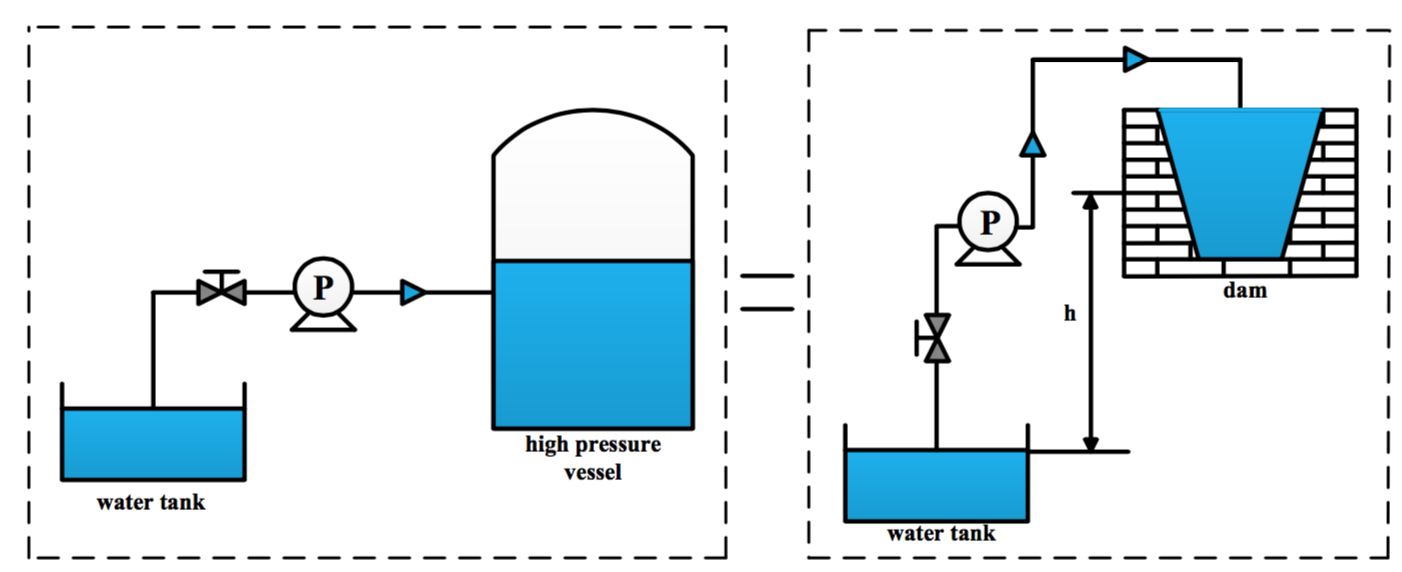 P
high pressure
vessel
water tank
P
dam
h
water tank